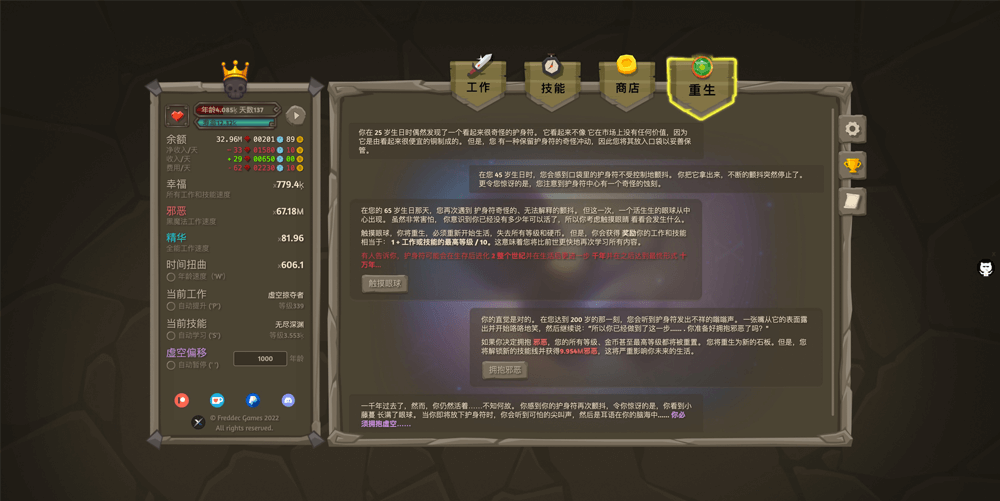 工作
技能
商店
重生
年龄4.085k 天数137
余额
32.96M 00201 89
净收入/天
- 33 01580 10
收入/天
+ 29 00650 00
费用/天
- 62 02230 10
幸福
x779.4k
所有工作和技能速度
邪恶
x67.18M
黑魔法工作速度
精华
x81.96
全能工作速度
时间扭曲
x606.1
年龄速度（'W'）
当前工作
虚空掠夺者
自动提升 ('P')
等级339
当前技能
无尽深渊
自动学习 ('S')
等级3.553k
虚空偏移
1000 年龄
自动暂停 (' ')
© Freddec Games 2022
All rights reserved.
你在 25 岁生日时偶然发现了一个看起来很奇怪的护身符。 它看起来不像 它在市场上没有任何价值，因为
它是由看起来很便宜的铜制成的。 但是，您 有一种保留护身符的奇怪冲动，因此您将其放入口袋以妥善保
管。
在您 45 岁生日时，您会感到口袋里的护身符不受控制地颤抖。 你把它拿出来，不断的颤抖突然停止了。
更令您惊讶的是，您注意到护身符中心有一个奇怪的蚀刻。
在您的 65 岁生日那天，您再次遇到 护身符奇怪的、无法解释的颤抖。 但这一次，一个活生生的眼球从中
心出现。 虽然非常害怕， 你意识到你已经没有多少年可以活了，所以你考虑触摸眼睛 看看会发生什么。
触摸眼球，你将重生，必须重新开始生活，失去所有等级和硬币。 但是，你会获得 奖励你的工作和技能
相当于： 1 + 工作或技能的最高等级 / 10。这意味着您将比前世更快地再次学习所有内容。
触摸眼球
你的直觉是对的。 在您达到 200 岁的那一刻，您会听到护身符发出不祥的嗡嗡声。 一张嘴从它的表面露
出并开始咯咯地笑，然后继续说：“所以你已经做到了这一步...... . 你准备好拥抱邪恶了吗？”
如果你决定拥抱 邪恶，您的所有等级、金币甚至最高等级都将被重置。 您将重生为新的石板。但是，您
将解锁新的技能线并获得9.954M邪恶，这将严重影响你未来的生活。
拥抱邪恶
一千年过去了，然而，你仍然活着......不知何故。 你感到你的护身符再次颤抖，令你惊讶的是，你看到小
藤蔓 长满了眼球。 当你即将放下护身符时，你会听到可怕的尖叫声，然后是耳语在你的脑海中...... 你必
须拥抱虚空......